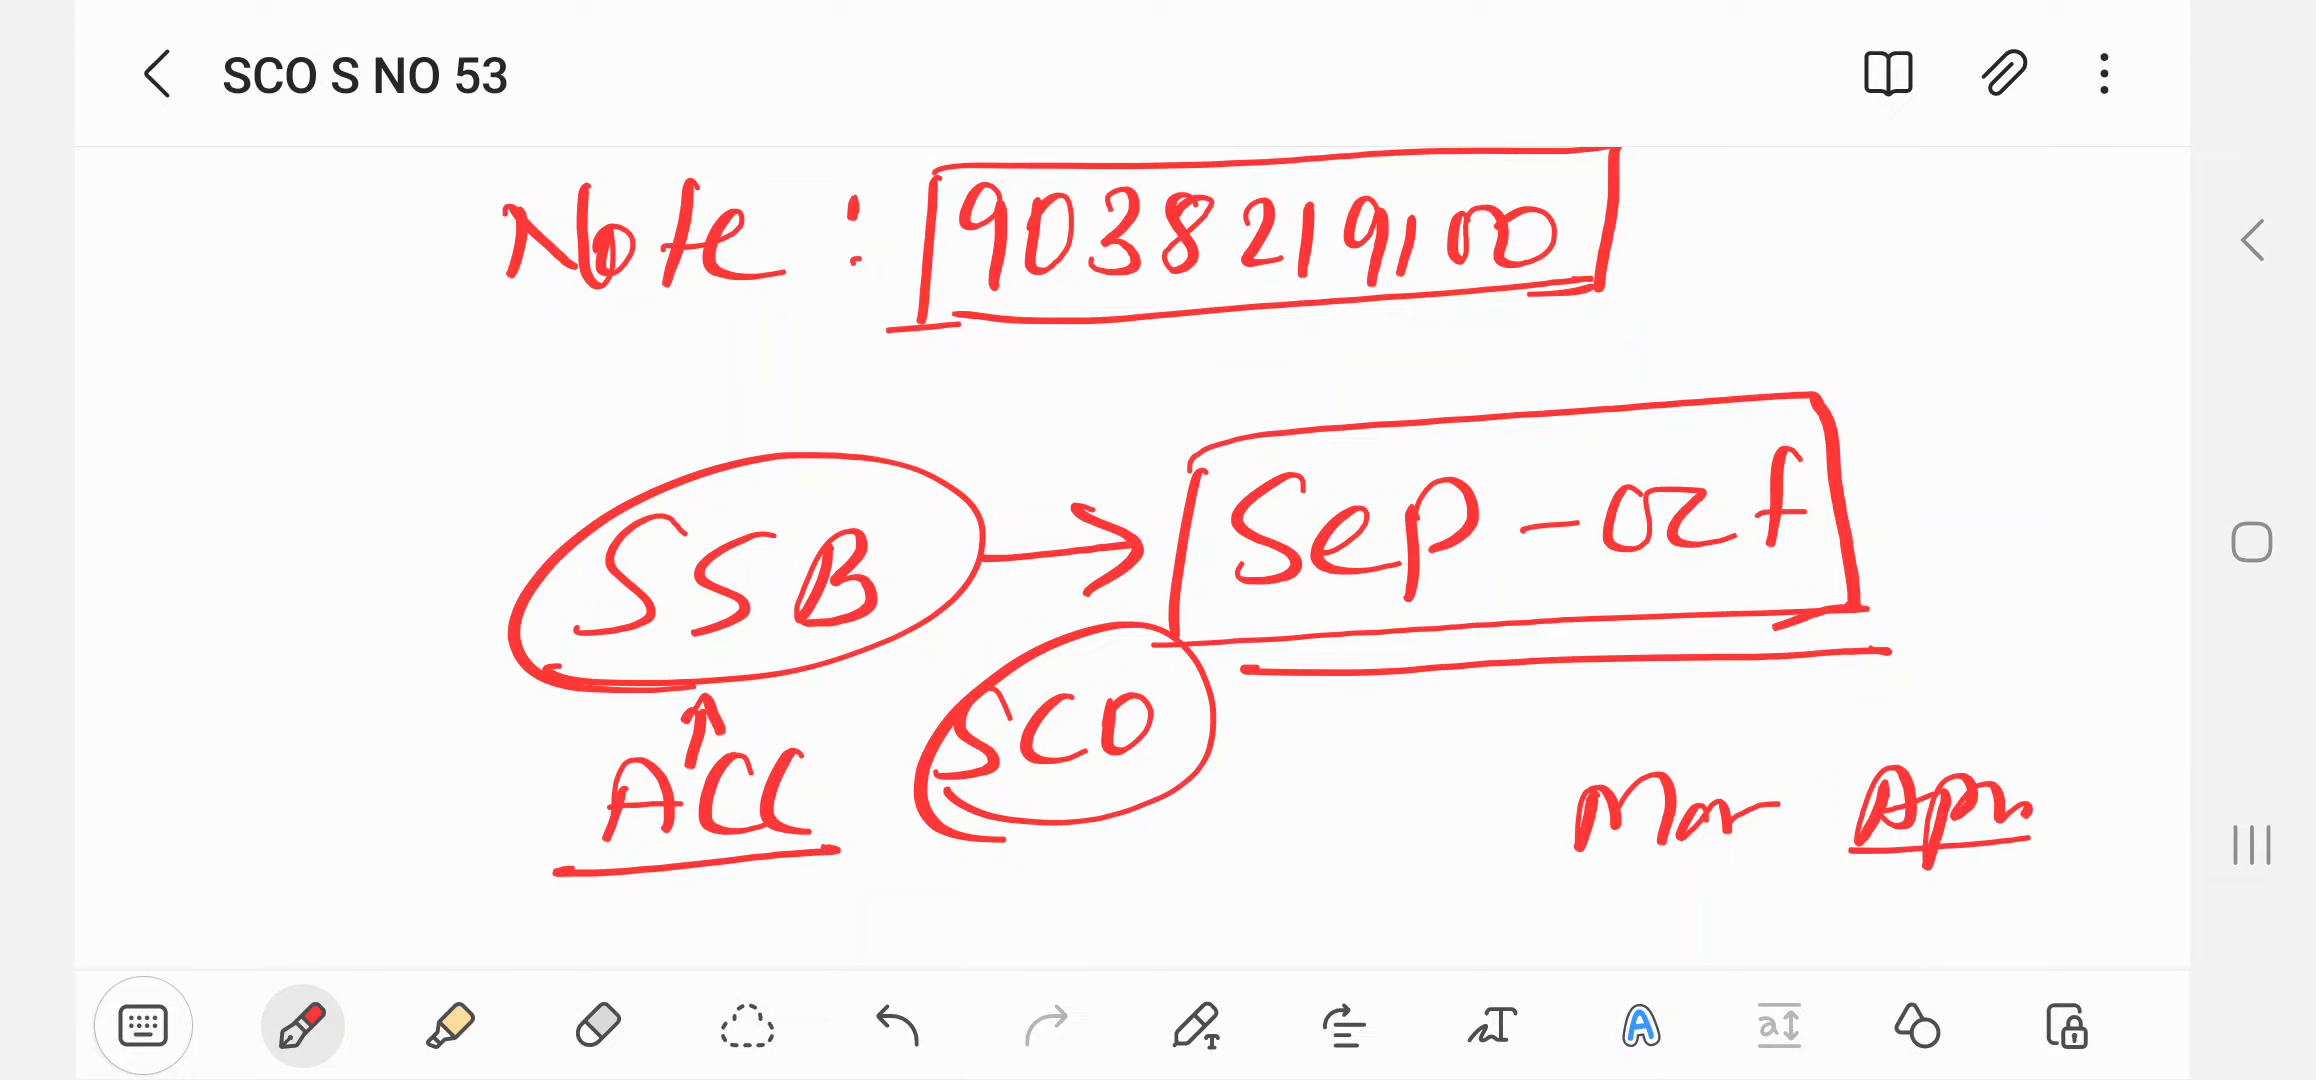 SCO S NO 53
Note : 9038219100
SSB → Sep - oct
SCO
ACC
Mar Apr